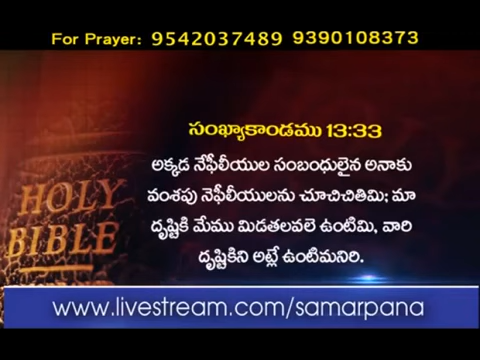 For Prayer: 9542037489 9390108373
సంఖ్యాకాండము 13:33
అక్కడ నేఫీలీయుల సంబంధులైన అనాకు
వంశపు నెఫీలీయులను చూచితిమి; మా
దృష్టికి మేము మిడతలవలె ఉంటిమి, వారి
దృష్టికిని అట్లే ఉంటిమనిరి.
HOLY
BIBLE
www.livestream.com/samarpana